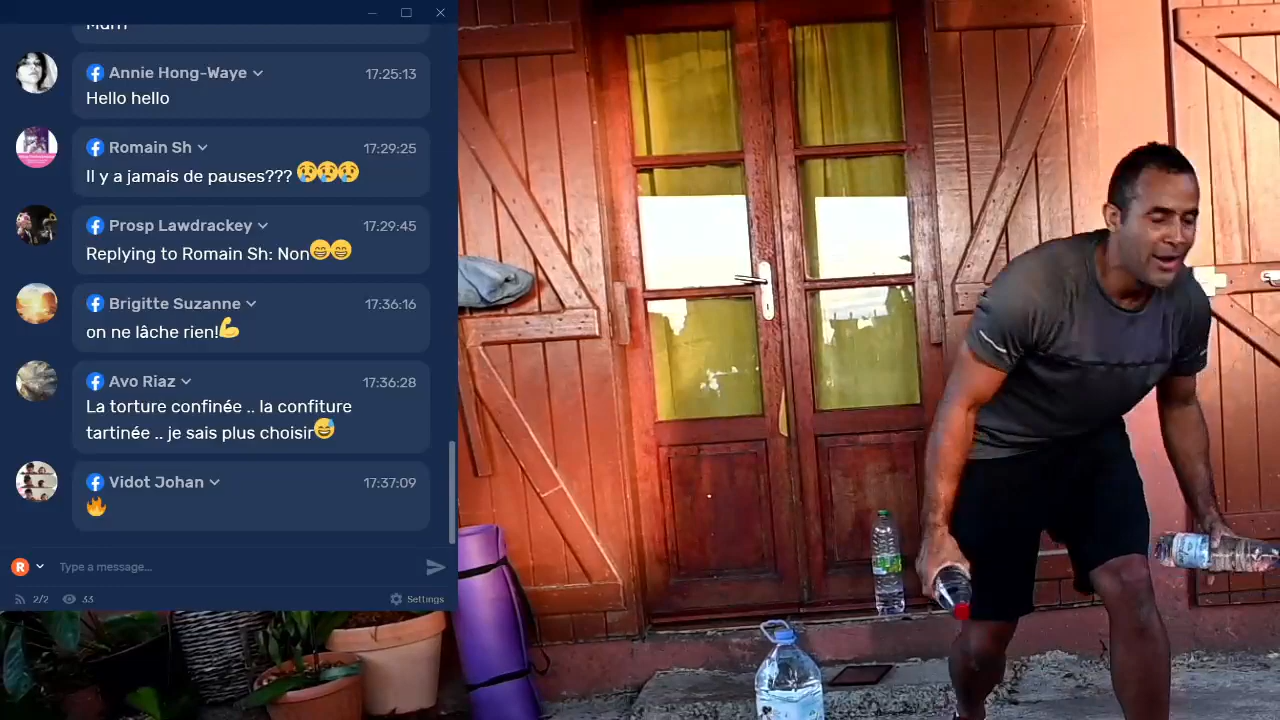 Annie Hong-Waye 17:25:13
Hello hello
Romain Sh 17:29:25
Il y a jamais de pauses??? 😢😢😢
Prosp Lawdrackey 17:29:45
Replying to Romain Sh: Non😁😁
Brigitte Suzanne 17:36:16
on ne lâche rien!💪
Avo Riaz 17:36:28
La torture confinée .. la confiture
tartinée .. je sais plus choisir😅
Vidot Johan 17:37:09
🔥
Type a message...
2/2 33 Settings